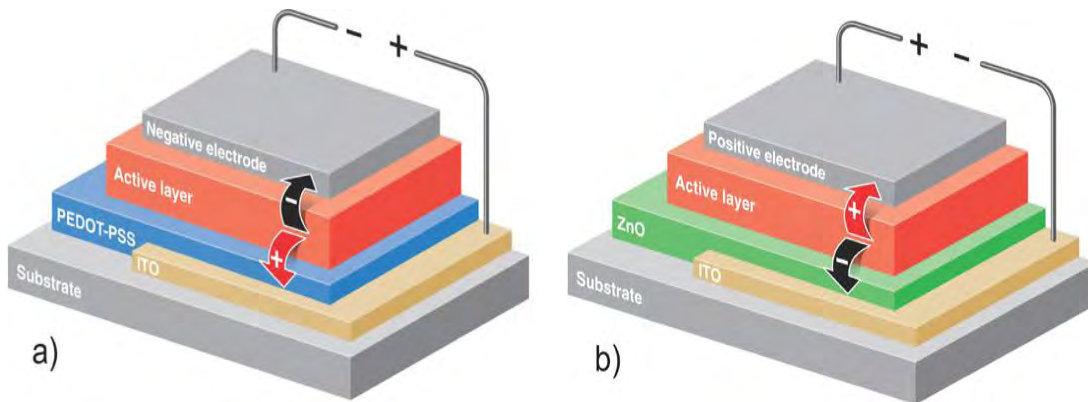 - +
Negative electrode
Active layer
-
PEDOT-PSS
+
ITO
Substrate
a)
+ -
Positive electrode
Active layer
+
ZnO
-
ITO
Substrate
b)